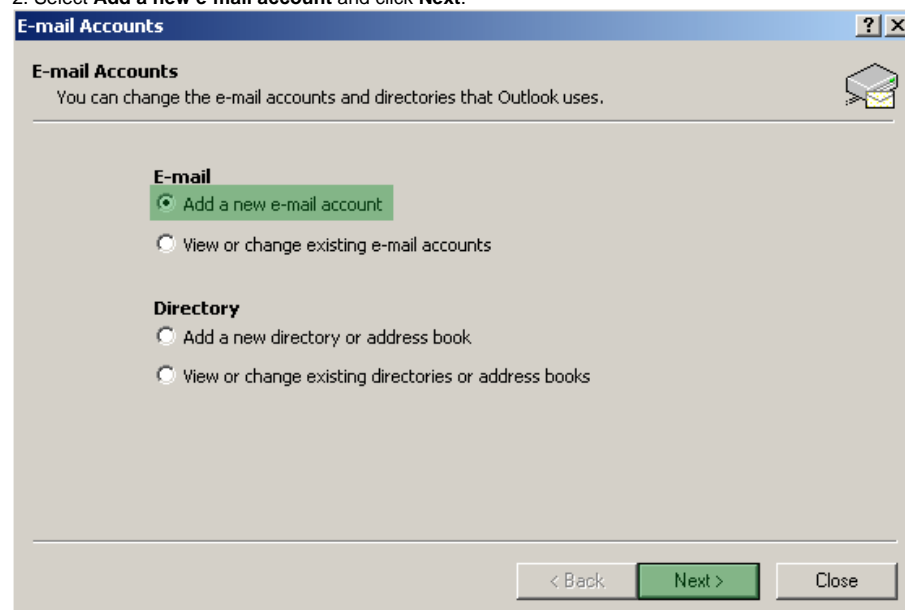 2. Select Add a new e-mail account and click Next.
E-mail Accounts
E-mail Accounts
You can change the e-mail accounts and directories that Outlook uses.
E-mail
Add a new e-mail account
View or change existing e-mail accounts
Directory
Add a new directory or address book
View or change existing directories or address books
< Back
Next >
Close